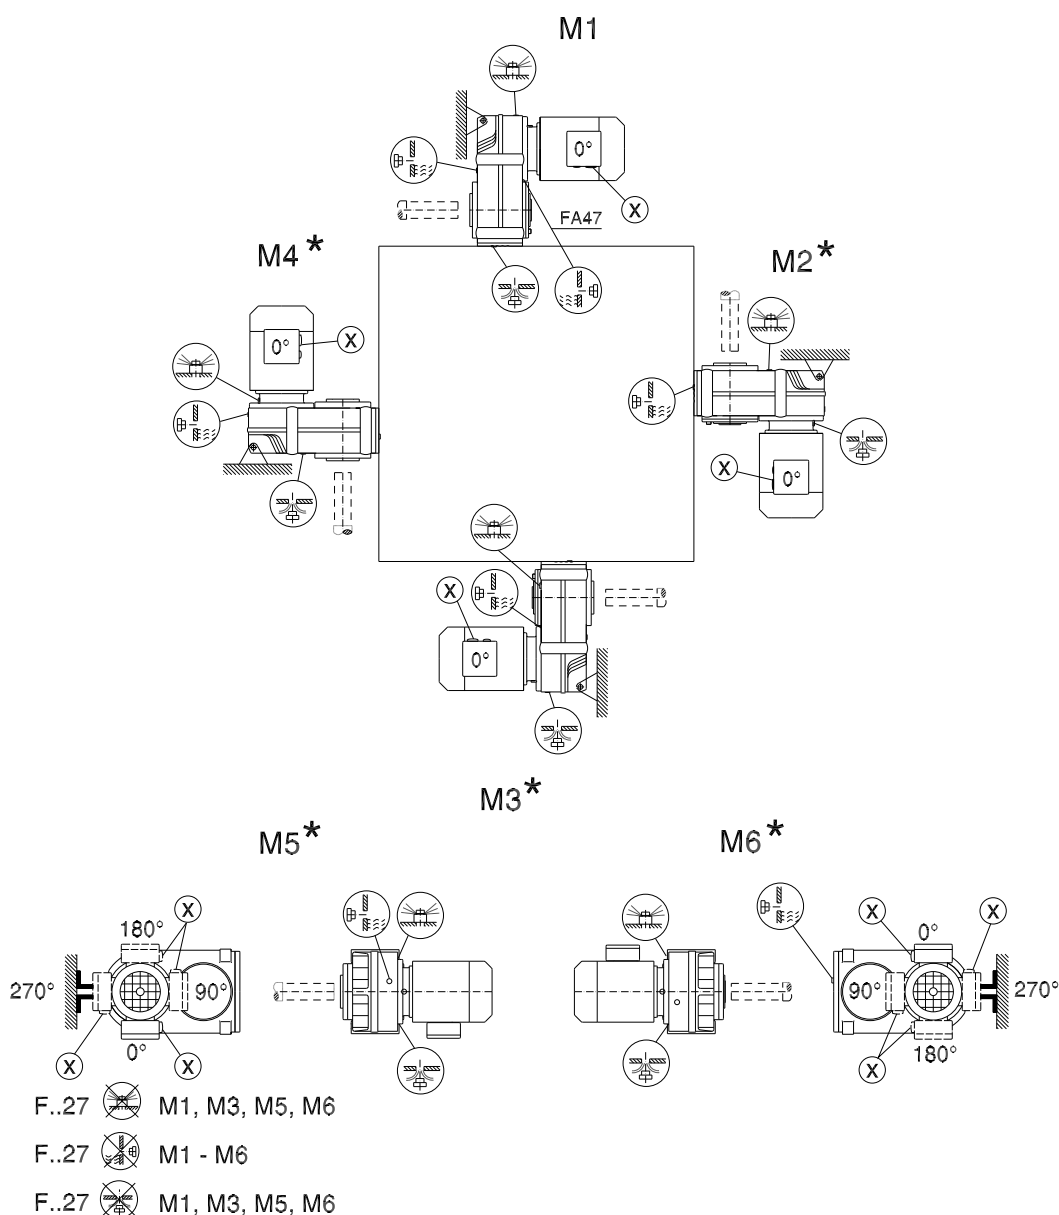 M1
0°
X
FA47
M4*
M2*
0°
X
X
0°
X
0°
M3*
M5*
M6*
X
180°
270°
90°
0°
X
X
X
X
0°
90°
270°
180°
X
F..27 M1, M3, M5, M6
F..27 M1 - M6
F..27 M1, M3, M5, M6